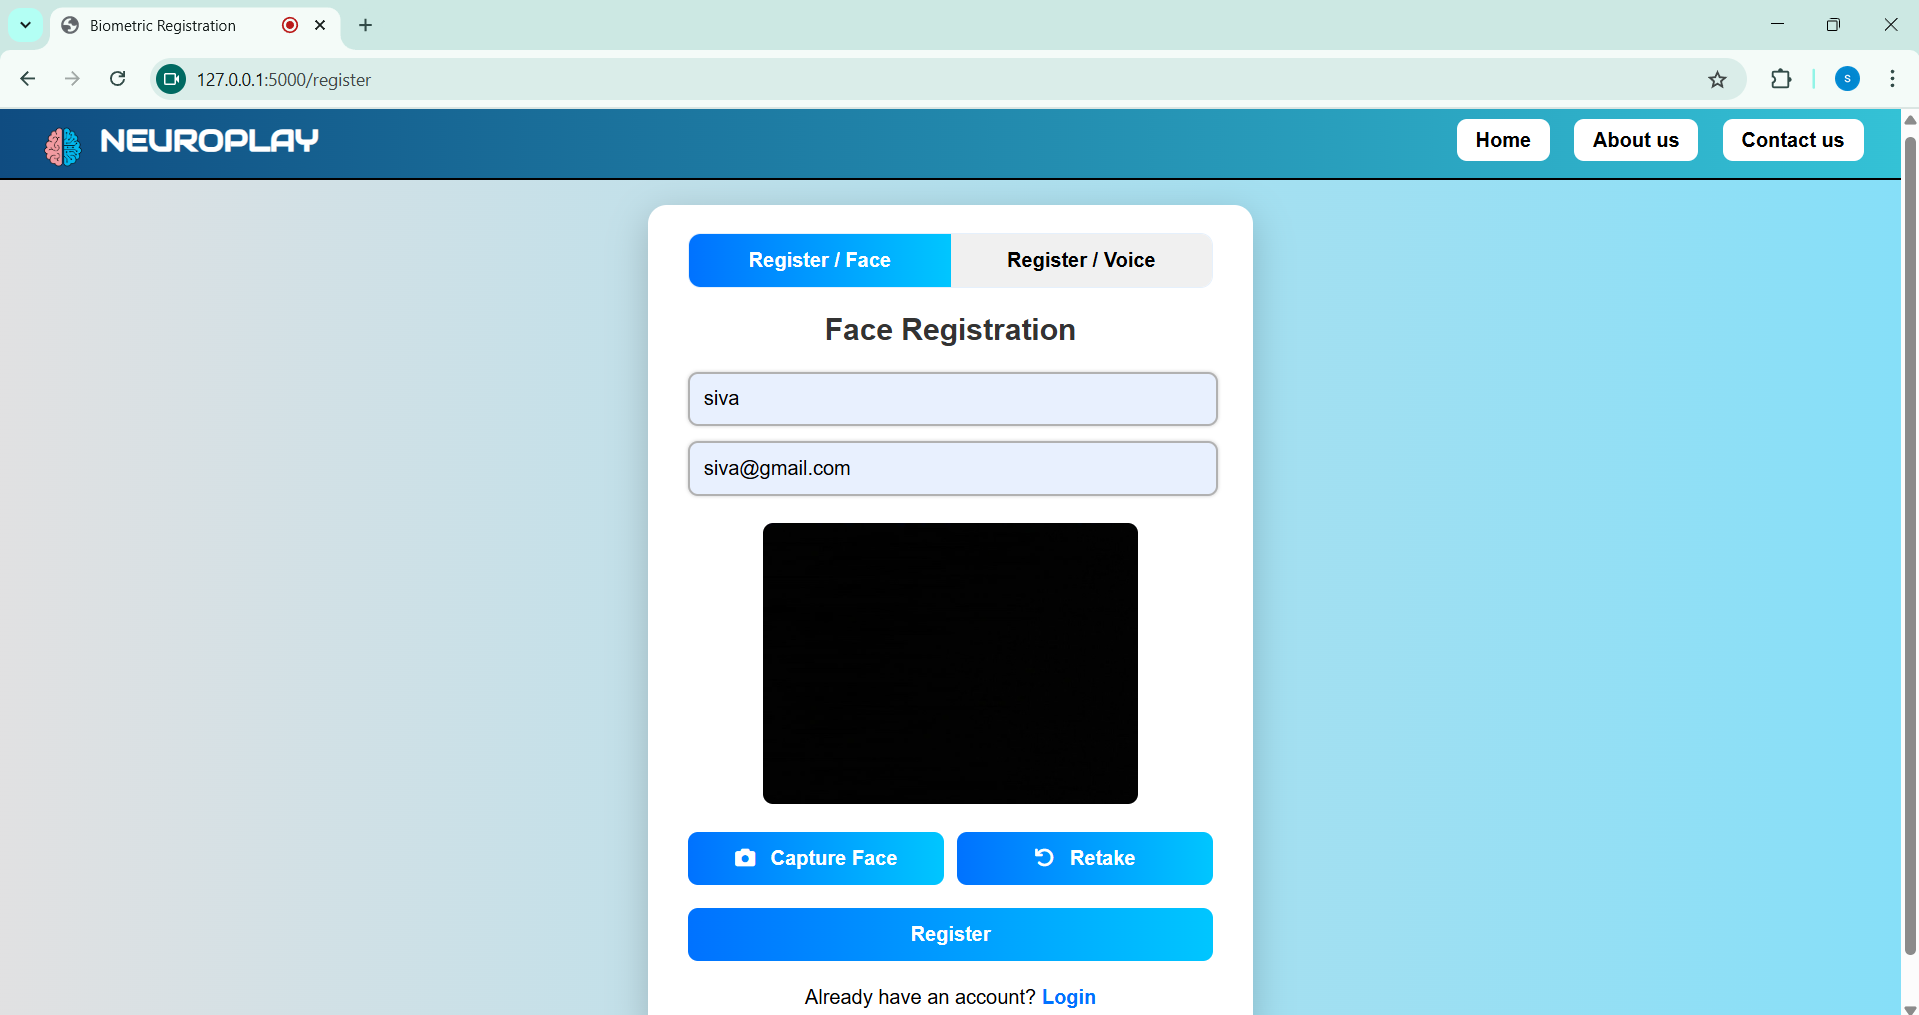 Biometric Registration
127.0.0.1:5000/register
S
NEUROPLAY
Home
About us
Contact us
Register / Face
Register / Voice
Face Registration
siva
siva@gmail.com
Capture Face
Retake
Register
Already have an account? Login